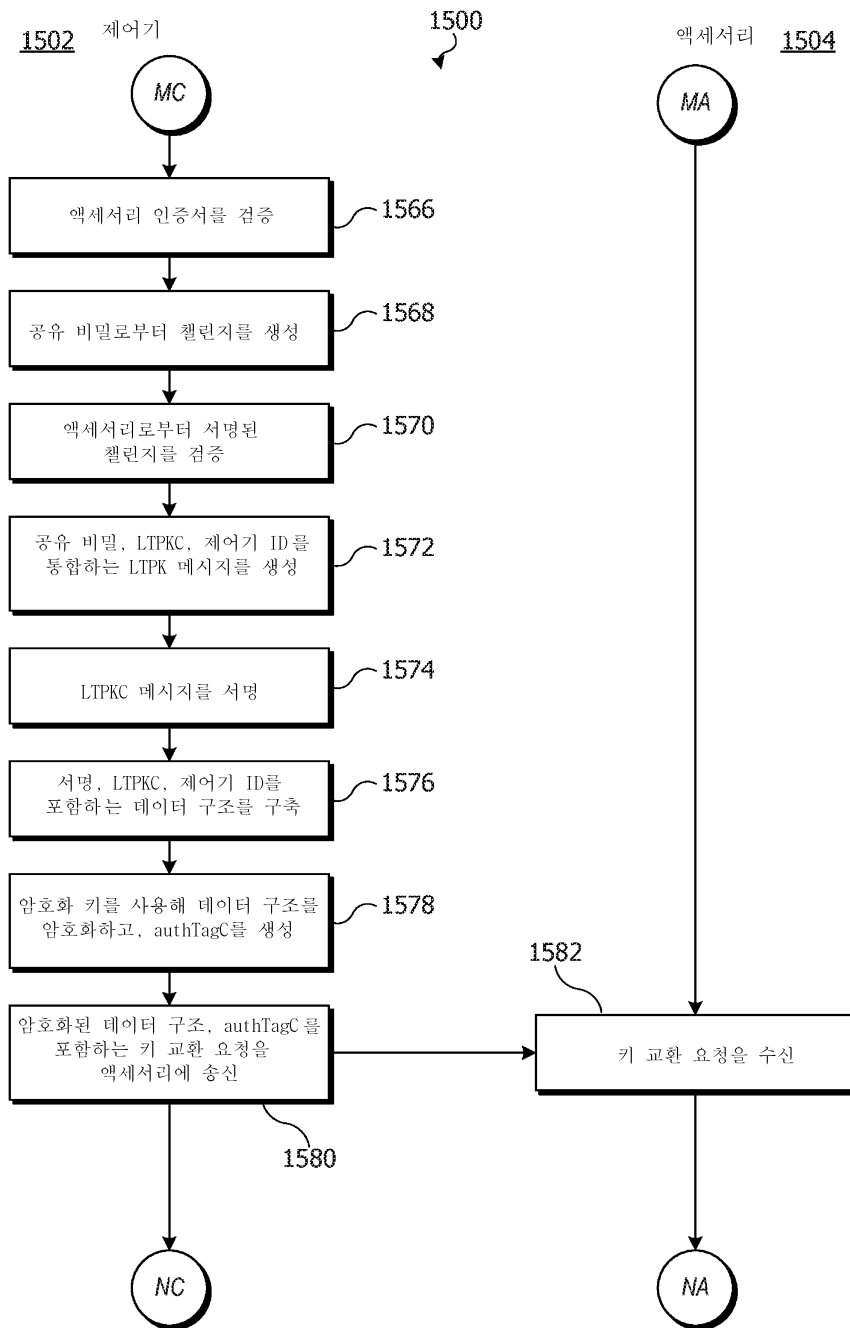 1502
제어기
1500
액세서리
1504
MC
MA
액세서리 인증서를 검증
1566
공유 비밀로부터 챌린지를 생성
1568
액세서리로부터 서명된
챌린지를 검증
1570
공유 비밀, LTPKC, 제어기 ID를
통합하는 LTPK 메시지를 생성
1572
LTPKC 메시지를 서명
1574
서명, LTPKC, 제어기 ID를
포함하는 데이터 구조를 구축
1576
암호화 키를 사용해 데이터 구조를
암호화하고, authTagC를 생성
1578
1582
암호화된 데이터 구조, authTagC를
포함하는 키 교환 요청을
액세서리에 송신
키 교환 요청을 수신
1580
NC
NA